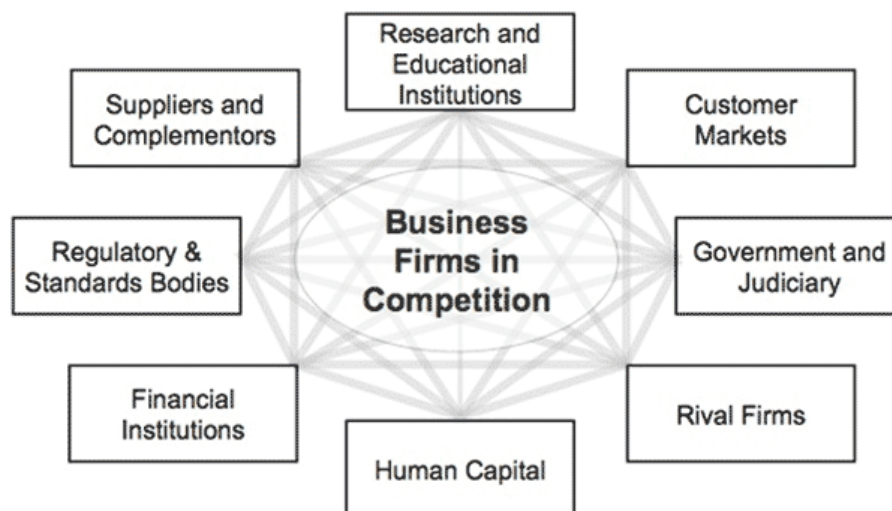 Research and
Educational
Institutions
Suppliers and
Complementors
Customer
Markets
Business
Firms in
Competition
Regulatory &
Standards Bodies
Government and
Judiciary
Financial
Institutions
Rival Firms
Human Capital